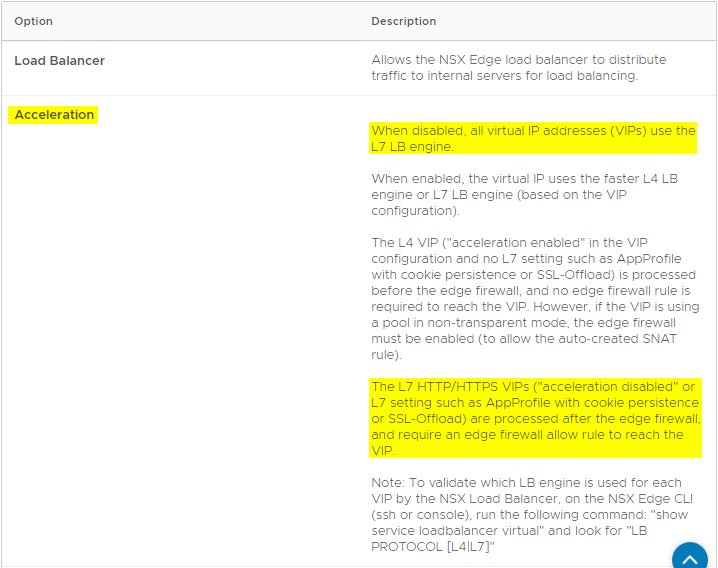 Option
Description
Load Balancer
Allows the NSX Edge load balancer to distribute
traffic to internal servers for load balancing.
Acceleration
When disabled, all virtual IP addresses (VIPs) use the
L7 LB engine.
When enabled, the virtual IP uses the faster L4 LB
engine or L7 LB engine (based on the VIP
configuration).
The L4 VIP ("acceleration enabled" in the VIP
configuration and no L7 setting such as AppProfile
with cookie persistence or SSL-Offload) is processed
before the edge firewall, and no edge firewall rule is
required to reach the VIP. However, if the VIP is using
a pool in non-transparent mode, the edge firewall
must be enabled (to allow the auto-created SNAT
rule).
The L7 HTTP/HTTPS VIPs ("acceleration disabled" or
L7 setting such as AppProfile with cookie persistence
or SSL-Offload) are processed after the edge firewall,
and require an edge firewall allow rule to reach the
VIP.
Note: To validate which LB engine is used for each
VIP by the NSX Load Balancer, on the NSX Edge CLI
(ssh or console), run the following command: "show
service loadbalancer virtual" and look for "LB
PROTOCOL [L4|L7]"